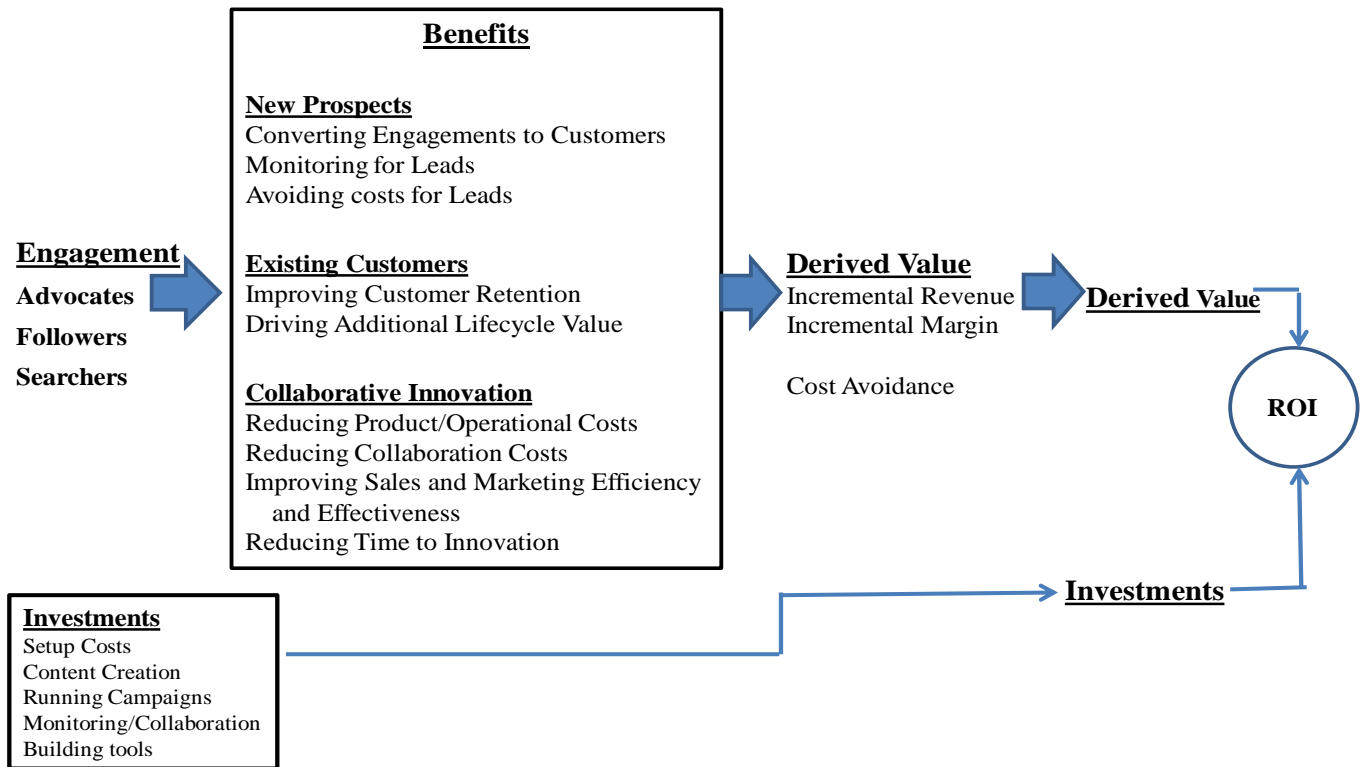 Benefits
New Prospects
Converting Engagements to Customers
Monitoring for Leads
Avoiding costs for Leads
Engagement
Advocates
Followers
Searchers
Existing Customers
Improving Customer Retention
Driving Additional Lifecycle Value
Collaborative Innovation
Reducing Product/Operational Costs
Reducing Collaboration Costs
Improving Sales and Marketing Efficiency
and Effectiveness
Reducing Time to Innovation
Derived Value
Incremental Revenue
Incremental Margin
Cost Avoidance
Derived Value
ROI
Investments
Investments
Setup Costs
Content Creation
Running Campaigns
Monitoring/Collaboration
Building tools